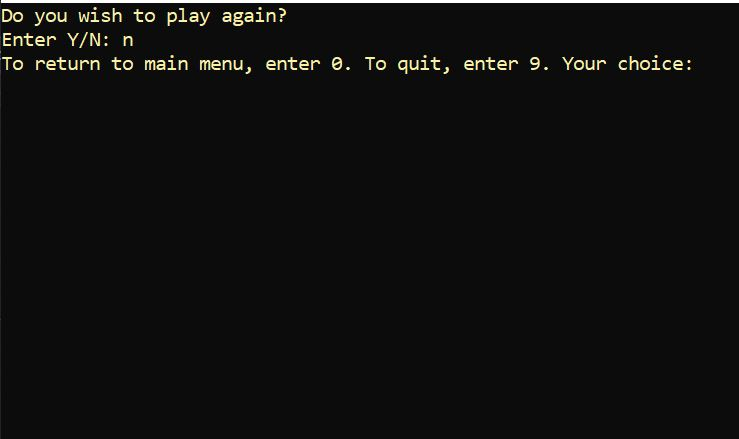 Do you wish to play again?
Enter Y/N: n
To return to main menu, enter 0. To quit, enter 9. Your choice: